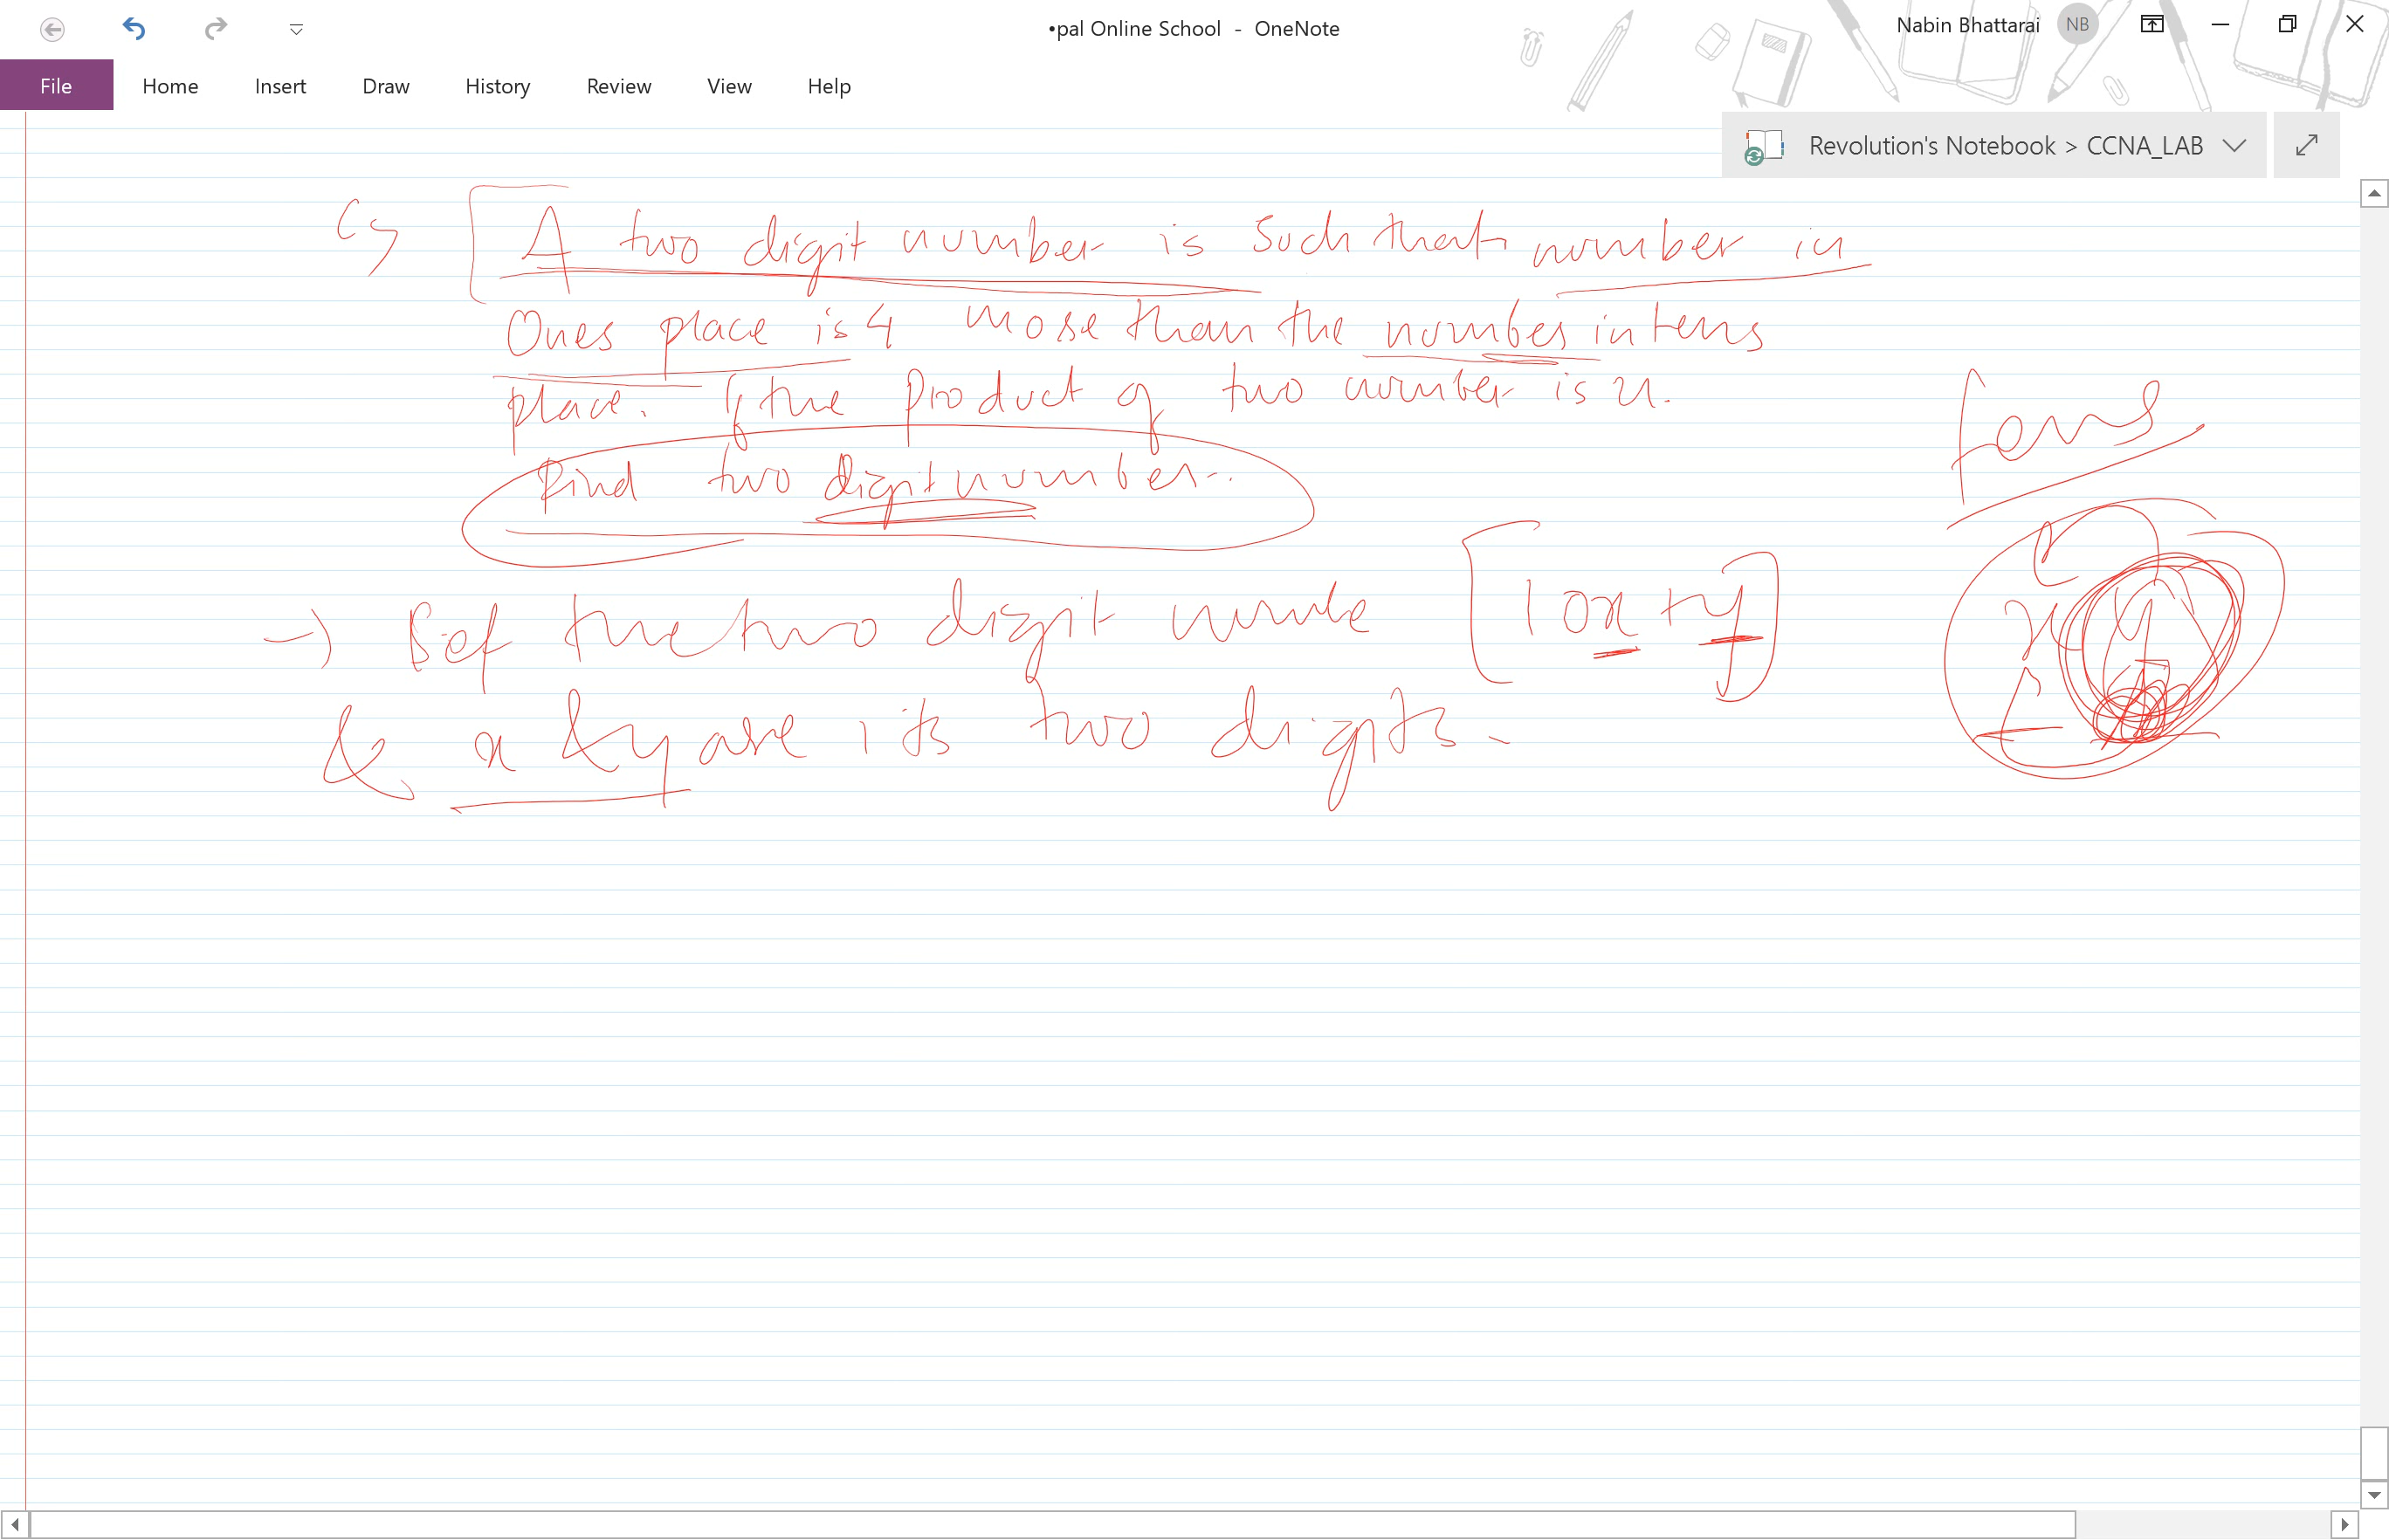 •pal Online School - OneNote
Nabin Bhattarai NB
File Home Insert Draw History Review View Help
Revolution's Notebook > CCNA_LAB
A two digit number is such that number in
Ones place is 4 more than the number in tens
place. If the product of two number is 21.
Find two digit number.
→ Let the two digit numbe [10x + y]
& x & y are its two digits.
x y